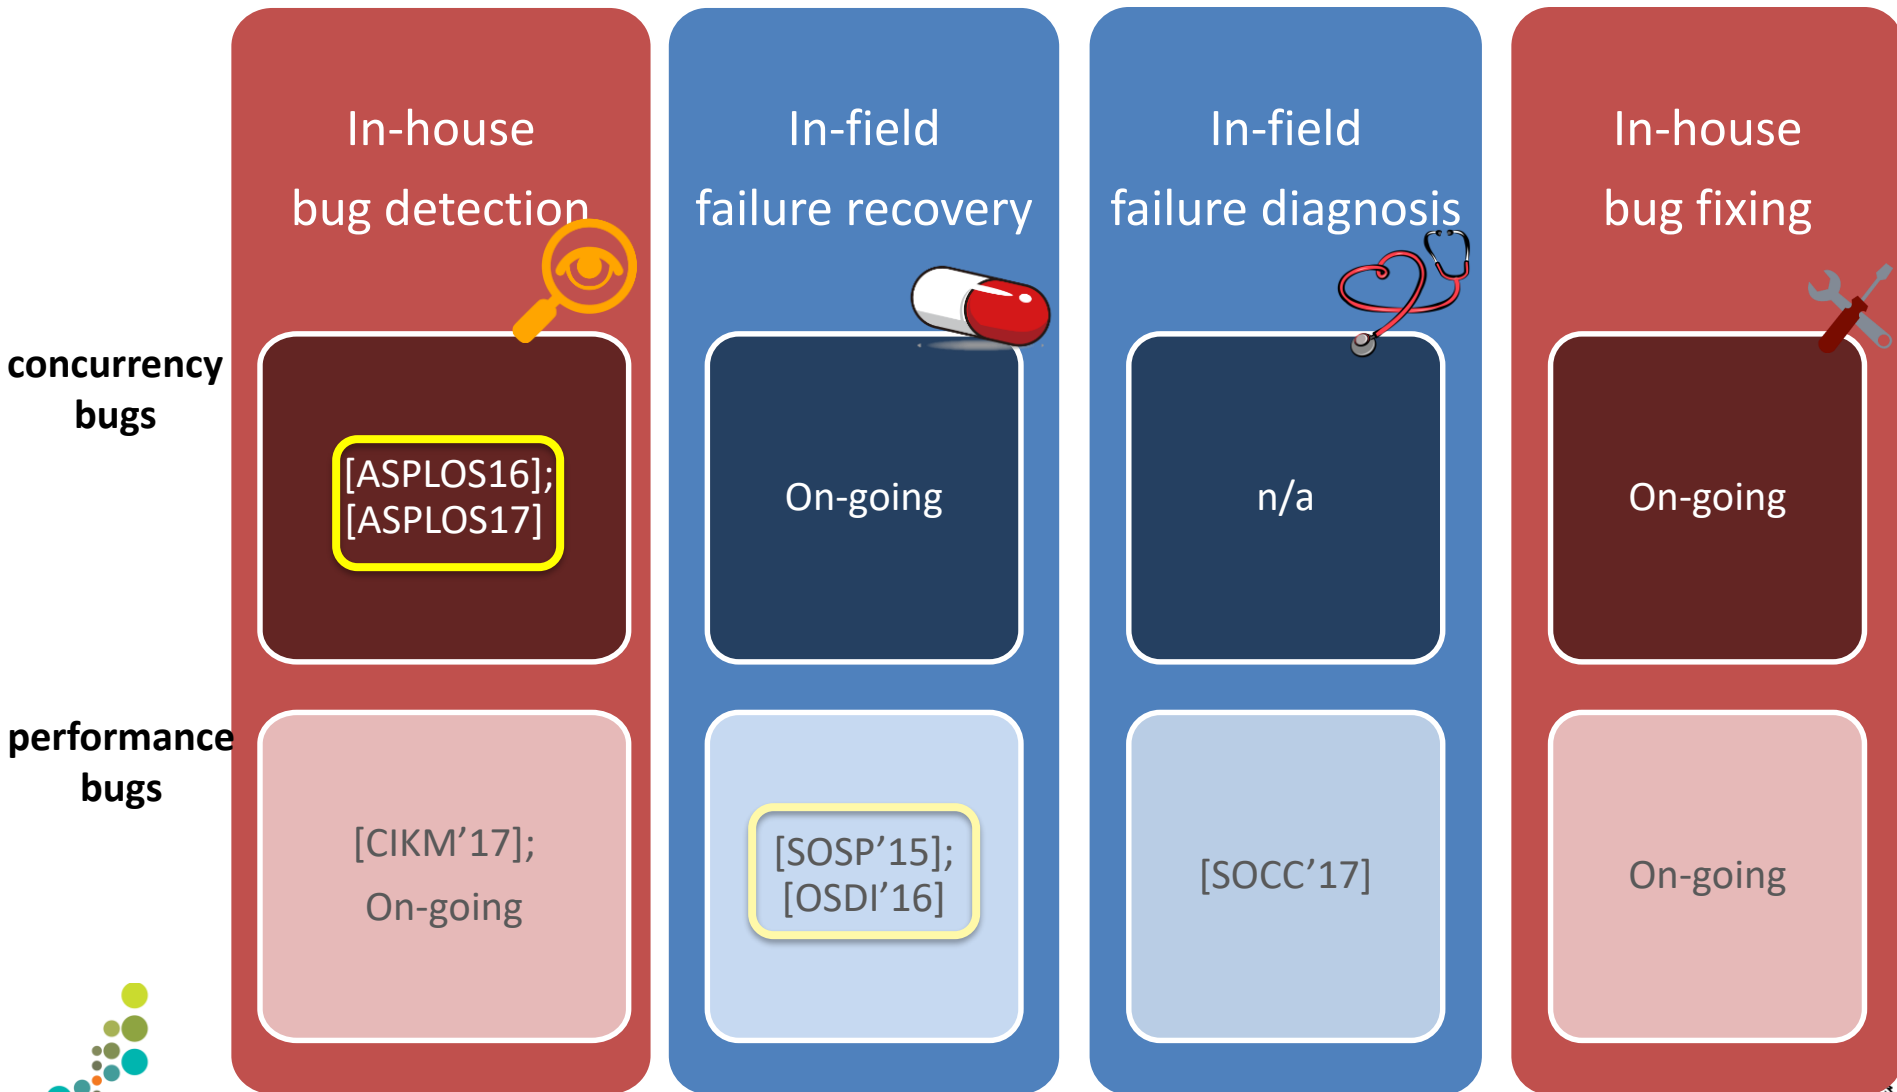 In-house
bug detection
In-field
failure recovery
In-field
failure diagnosis
In-house
bug fixing
concurrency
bugs
[ASPLOS16];
[ASPLOS17]
On-going
n/a
On-going
performance
bugs
[CIKM’17];
On-going
[SOSP’15];
[OSDI’16]
[SOCC’17]
On-going